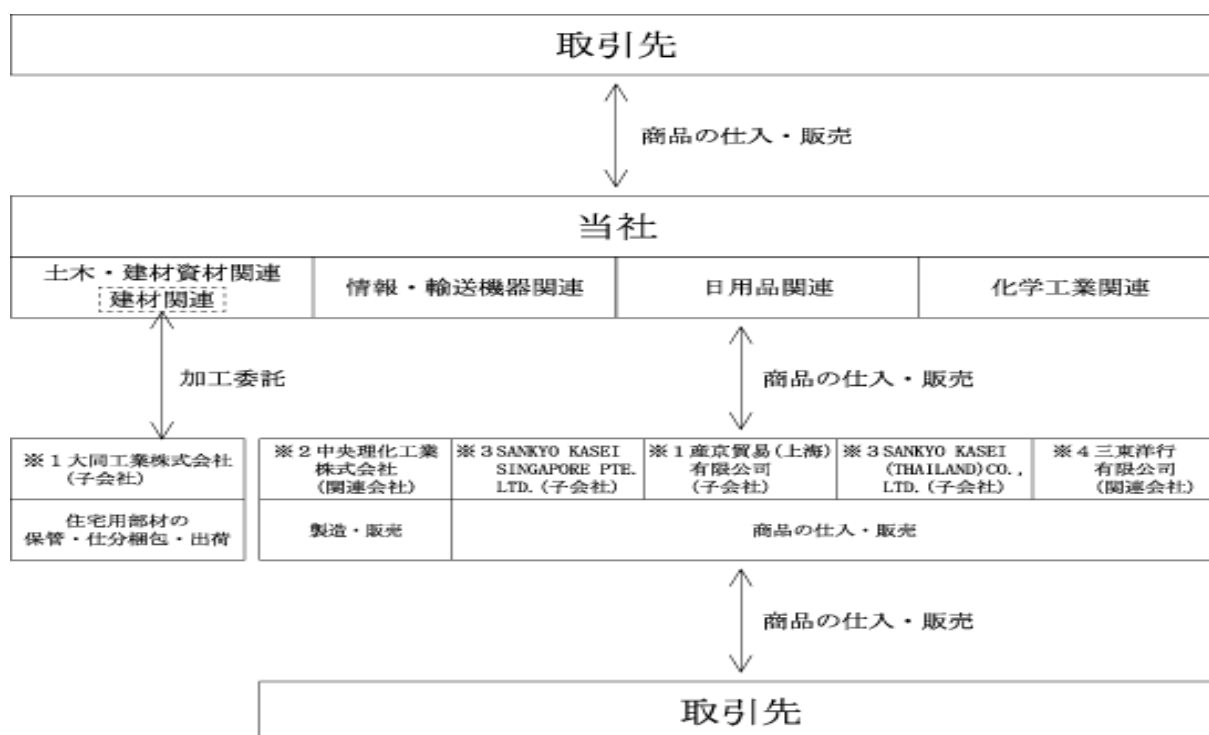 取引先
商品の仕入・販売
当社
土木・建材資材関連
建材関連
情報・輸送機器関連
日用品関連
化学工業関連
加工委託
商品の仕入・販売
※1大同工業株式会社
(子会社)
※2中央理化工業
株式会社
(関連会社)
※3SANKYO KASEI
SINGAPORE PTE.
LTD.(子会社)
※1産京貿易(上海)
有限公司
(子会社)
※3SANKYO KASEI
(THAILAND)CO.,
LTD.(子会社)
※4三東洋行
有限公司
(関連会社)
住宅用部材の
保管・仕分梱包・出荷
製造・販売
商品の仕入・販売
商品の仕入・販売
取引先